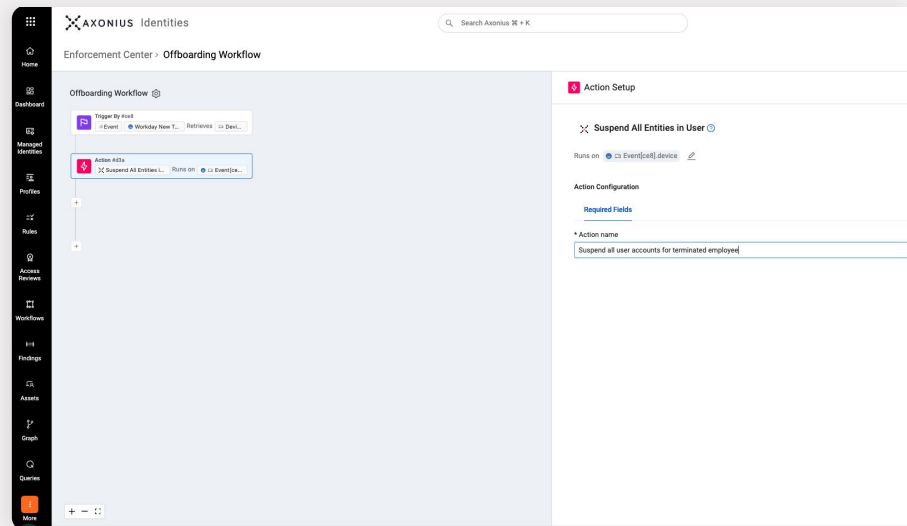 AXONIUS Identities
Search Axonius ⌘ + K
Enforcement Center > Offboarding Workflow
Home
Dashboard
Managed
Identities
Profiles
Rules
Access
Reviews
Workflows
Findings
Assets
Graph
Queries
More
Offboarding Workflow
Trigger By #ce8
Event Workday New T... Retrieves Devi...
Action #d3a
Suspend All Entities i... Runs on Event[ce...
Action Setup
Suspend All Entities in User
Runs on Event[ce8].device
Action Configuration
Required Fields
* Action name
Suspend all user accounts for terminated employee